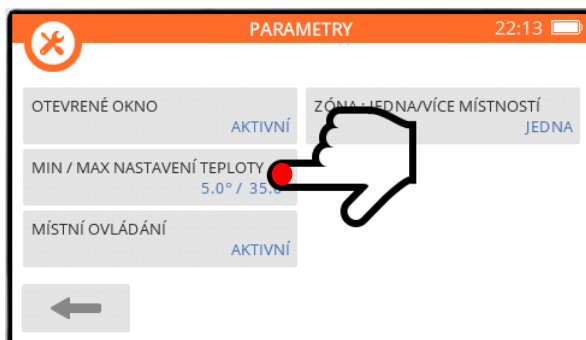 PARAMETRY 22:13
OTEVRENÉ OKNO
AKTIVNÍ
ZÓNA : JEDNA/VÍCE MÍSTNOSTÍ
JEDNA
MIN / MAX NASTAVENÍ TEPLOTY
5.0° / 35.0
MÍSTNÍ OVLÁDÁNÍ
AKTIVNÍ